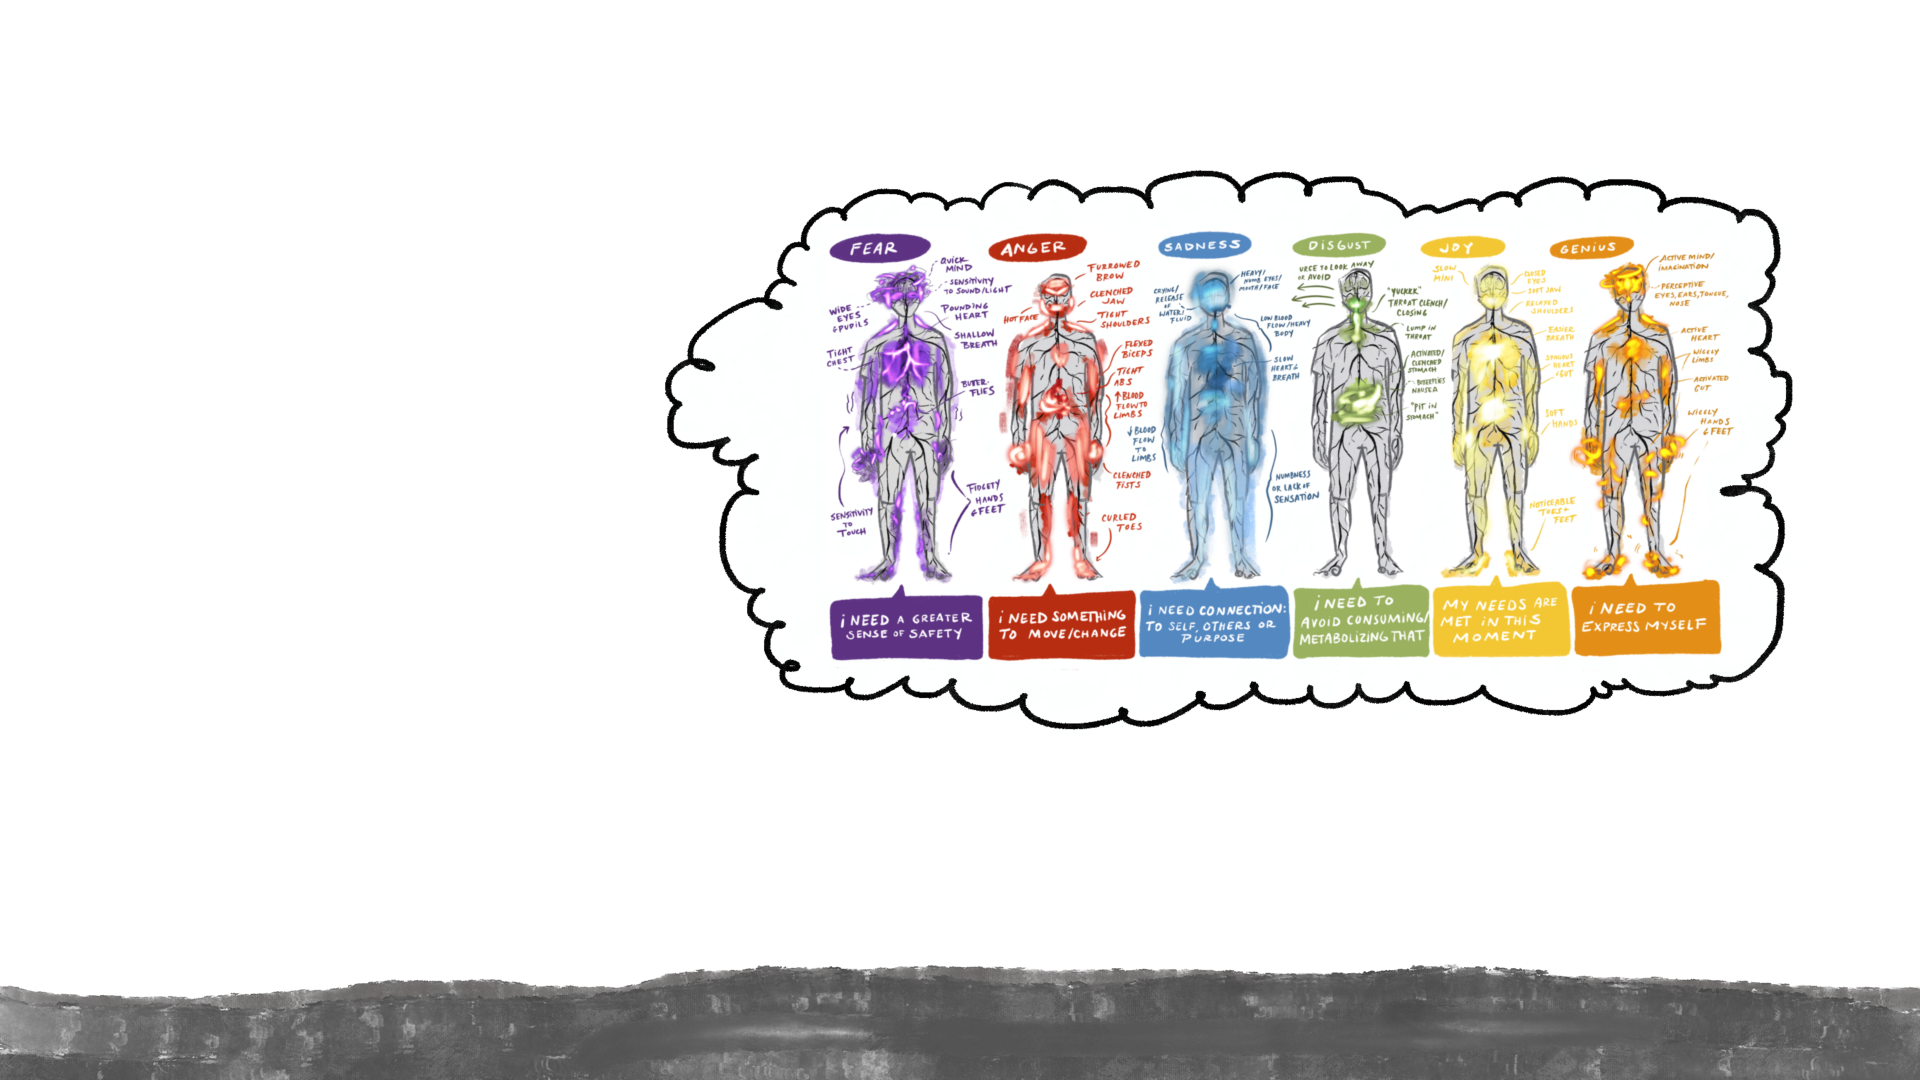 FEAR
QUICK
MIND
SENSITIVITY
TO SOUND/LIGHT
WIDE
EYES
&PUPILS
POUNDING
HEART
SHALLOW
BREATH
TIGHT
CHEST
BUTTER-
FLIES
SENSITIVITY
TO
TOUCH
FIDGETY
HANDS
& FEET
I NEED A GREATER
SENSE OF SAFETY
ANGER
FURROWED
BROW
CLENCHED
JAW
HOT FACE
TIGHT
SHOULDERS
FLEXED
BICEPS
TIGHT
ABS
↑ BLOOD
FLOW TO
LIMBS
CLENCHED
FISTS
CURLED
TOES
I NEED SOMETHING
TO MOVE/CHANGE
SADNESS
HEAVY/
NUMB EYES/
MOUTH/FACE
CRYING/
RELEASE
OF
WATER/
FLUID
LOW BLOOD
FLOW/HEAVY
BODY
SLOW
HEART &
BREATH
↓ BLOOD
FLOW
TO
LIMBS
NUMBNESS
OR LACK OF
SENSATION
I NEED CONNECTION:
TO SELF, OTHERS OR
PURPOSE
DISGUST
URGE TO LOOK AWAY
OR AVOID
"YUCKK"
THROAT CLENCH/
CLOSING
LUMP IN
THROAT
ACTIVATED/
CLENCHED
STOMACH
NAUSEA
"PIT IN
STOMACH"
I NEED TO
AVOID CONSUMING/
METABOLIZING THAT
JOY
SLOW
MIND
CLOSED
EYES
SOFT JAW
RELAXED
SHOULDERS
EASIER
BREATH
SPACIOUS
HEART
& GUT
SOFT
HANDS
NOTICEABLE
TOES +
FEET
MY NEEDS ARE
MET IN THIS
MOMENT
GENIUS
ACTIVE MIND/
IMAGINATION
PERCEPTIVE
EYES, EARS, TONGUE,
NOSE
ACTIVE
HEART
WIGGLY
LIMBS
ACTIVATED
GUT
WIGGLY
HANDS
& FEET
I NEED TO
EXPRESS MYSELF